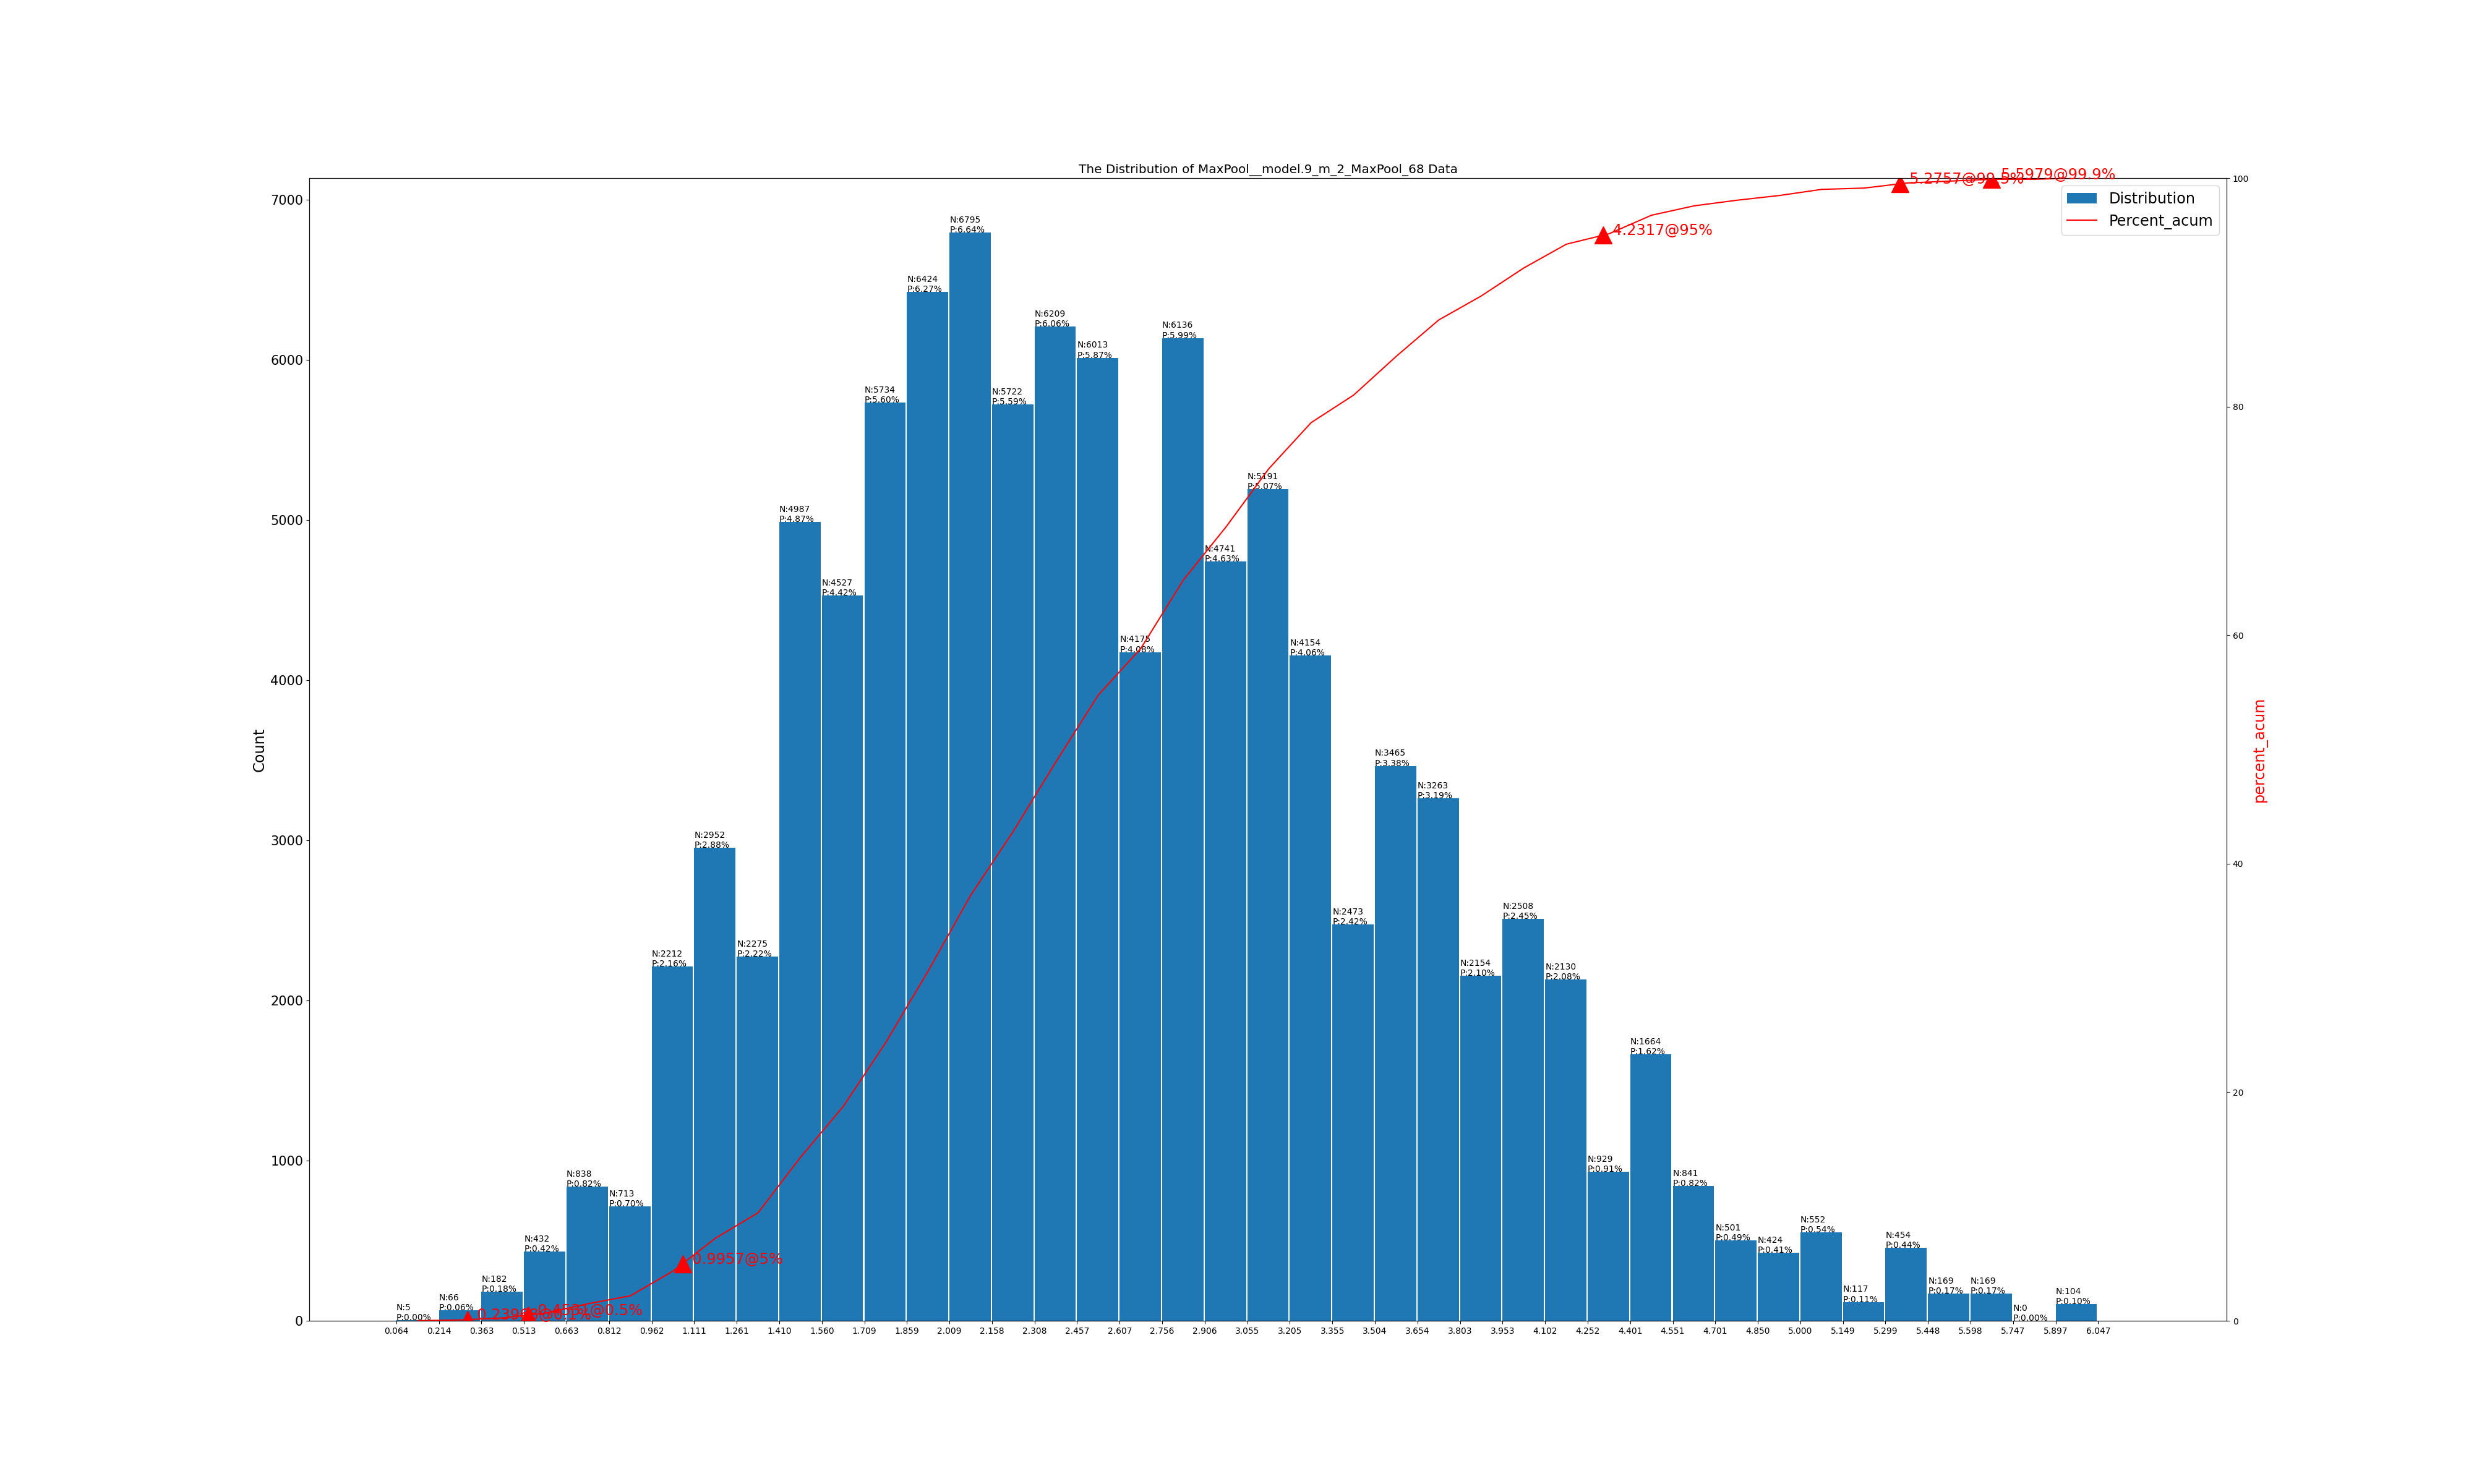 The Distribution of MaxPool__model.9_m_2_MaxPool_68 Data
Distribution
Percent_acum
Count
percent_acum
7000
6000
5000
4000
3000
2000
1000
0
100
80
60
40
20
0
N:5
P:0.00%
N:66
P:0.06%
N:182
P:0.18%
N:432
P:0.42%
N:838
P:0.82%
N:713
P:0.70%
N:2212
P:2.16%
N:2952
P:2.88%
N:2275
P:2.22%
N:4987
P:4.87%
N:4527
P:4.42%
N:5734
P:5.60%
N:6424
P:6.27%
N:6795
P:6.64%
N:5722
P:5.59%
N:6209
P:6.06%
N:6013
P:5.87%
N:4175
P:4.08%
N:6136
P:5.99%
N:4741
P:4.63%
N:5191
P:5.07%
N:4154
P:4.06%
N:2473
P:2.42%
N:3465
P:3.38%
N:3263
P:3.19%
N:2154
P:2.10%
N:2508
P:2.45%
N:2130
P:2.08%
N:929
P:0.91%
N:1664
P:1.62%
N:841
P:0.82%
N:501
P:0.49%
N:424
P:0.41%
N:552
P:0.54%
N:117
P:0.11%
N:454
P:0.44%
N:169
P:0.17%
N:169
P:0.17%
N:0
P:0.00%
N:104
P:0.10%
0.9957@5%
4.2317@95%
5.2757@99.5%
5.5979@99.9%
0.064 0.214 0.363 0.513 0.663 0.812 0.962 1.111 1.261 1.410 1.560 1.709 1.859 2.009 2.158 2.308 2.457 2.607 2.756 2.906 3.055 3.205 3.355 3.504 3.654 3.803 3.953 4.102 4.252 4.401 4.551 4.701 4.850 5.000 5.149 5.299 5.448 5.598 5.747 5.897 6.047